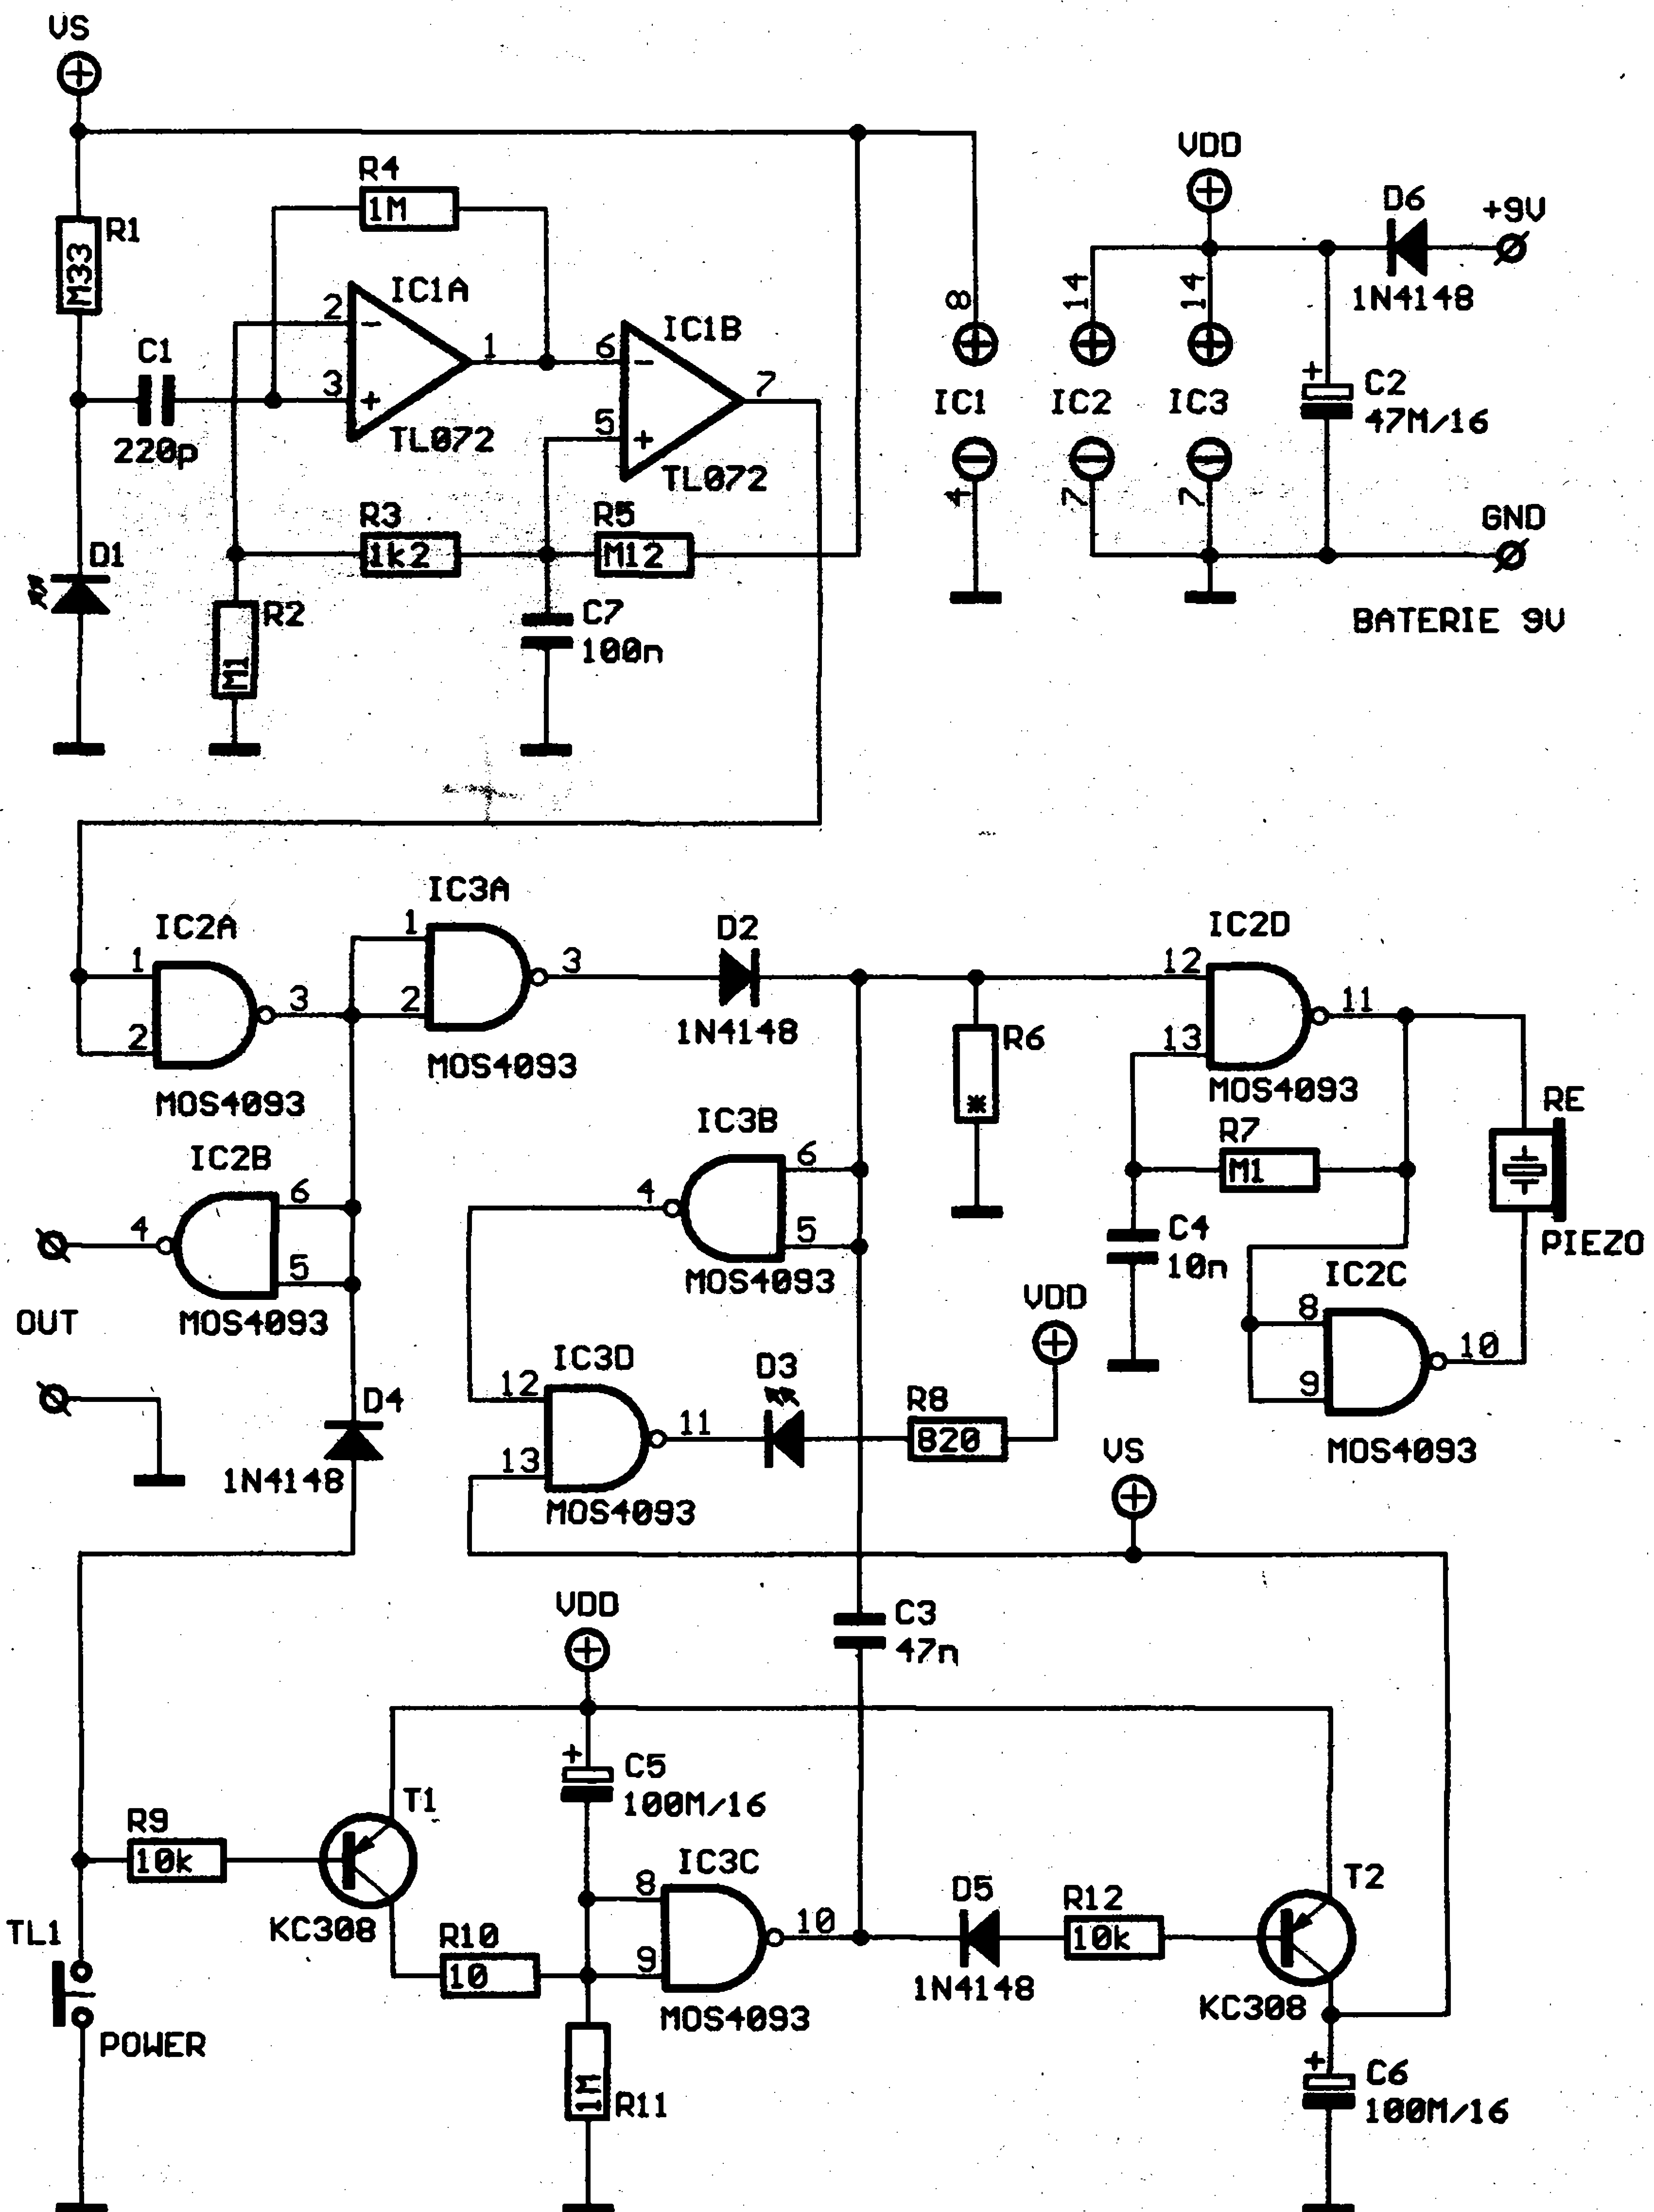 VS
R1
M33
R4
1M
C1
220p
2
3
IC1A
1
TL072
6
5
IC1B
7
TL072
R3
1k2
R5
M12
D1
R2
M1
C7
100n
VDD
D6
+9V
1N4148
8
14
14
IC1
IC2
IC3
4
7
7
C2
47M/16
GND
BATERIE 9V
IC2A
1
2
3
MOS4093
IC3A
1
2
3
MOS4093
D2
1N4148
R6
*
IC2D
12
13
11
MOS4093
RE
PIEZO
R7
M1
C4
10n
IC2B
6
5
4
MOS4093
OUT
IC3B
6
5
4
MOS4093
IC2C
8
9
10
MOS4093
D4
1N4148
IC3D
12
13
11
MOS4093
D3
R8
820
VDD
VS
C3
47n
VDD
C5
100M/16
T1
R9
10k
KC308
TL1
POWER
R10
10
IC3C
8
9
10
MOS4093
R11
1M
D5
1N4148
R12
10k
T2
KC308
C6
100M/16